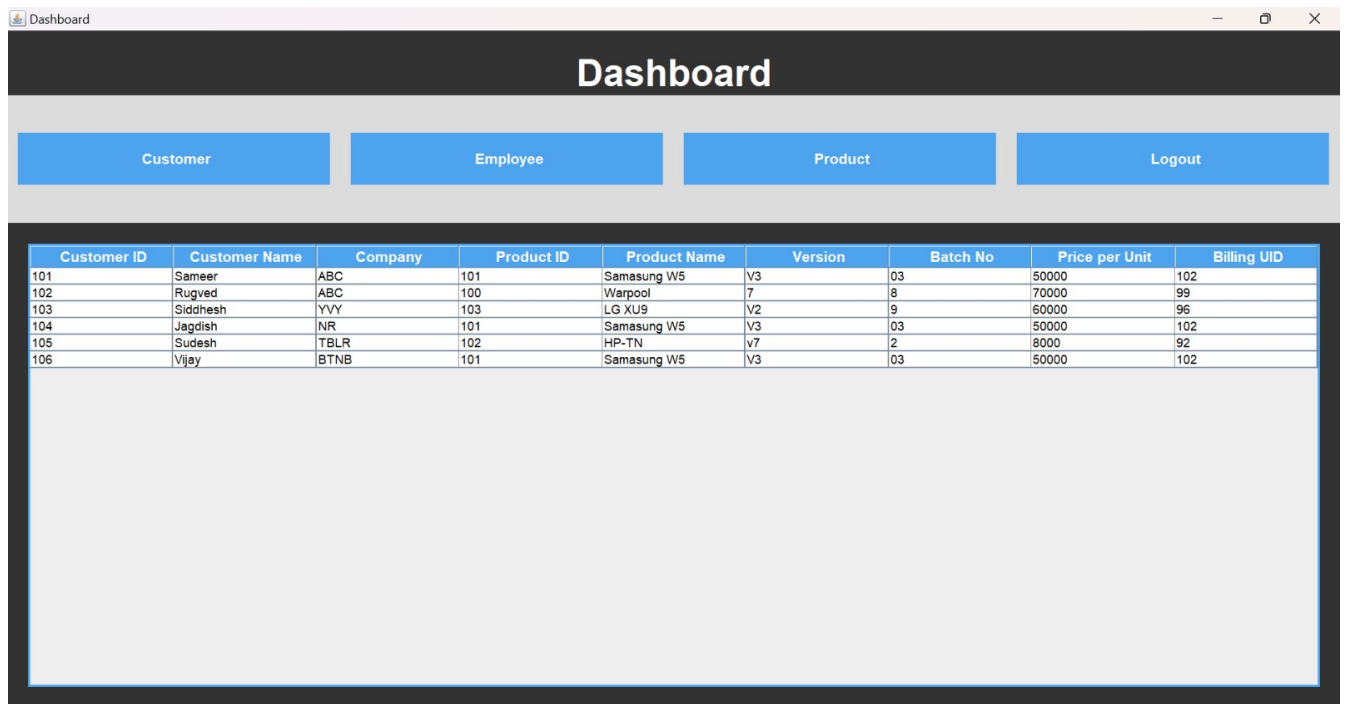 Dashboard
Dashboard
Customer Employee Product Logout
Customer ID Customer Name Company Product ID Product Name Version Batch No Price per Unit Billing UID
101 Sameer ABC 101 Samasung W5 V3 03 50000 102
102 Rugved ABC 100 Warpool 7 8 70000 99
103 Siddhesh YVY 103 LG XU9 V2 9 60000 96
104 Jagdish NR 101 Samasung W5 V3 03 50000 102
105 Sudesh TBLR 102 HP-TN v7 2 8000 92
106 Vijay BTNB 101 Samasung W5 V3 03 50000 102